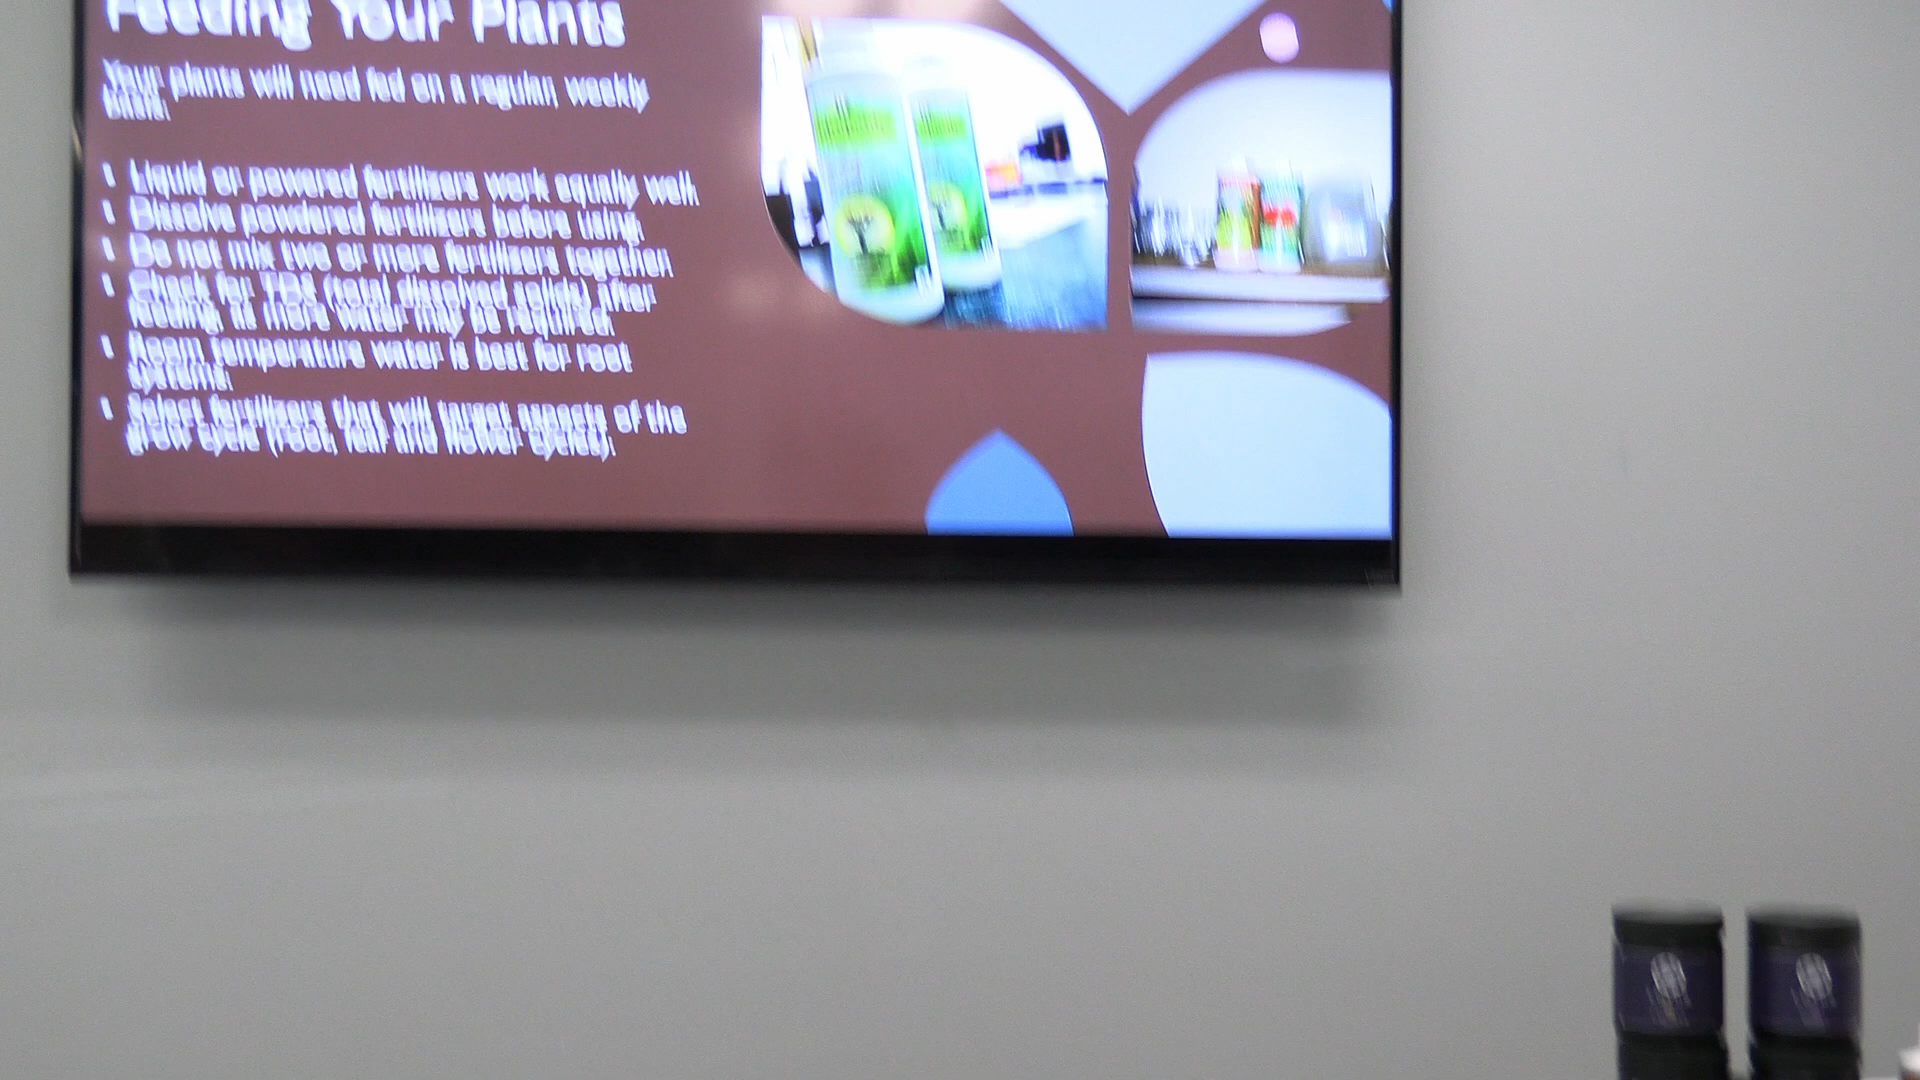 Feeding Your Plants
Your plants will need fed on a regular, weekly
basis.
Liquid or powered fertilizers work equally well.
Dissolve powdered fertilizers before using.
Do not mix two or more fertilizers together.
Check for TDS (total dissolved solids) after
feeding as more water may be required.
Room temperature water is best for root
systems.
Select fertilizers that will target aspects of the
grow cycle (root, leaf and flower cycles).